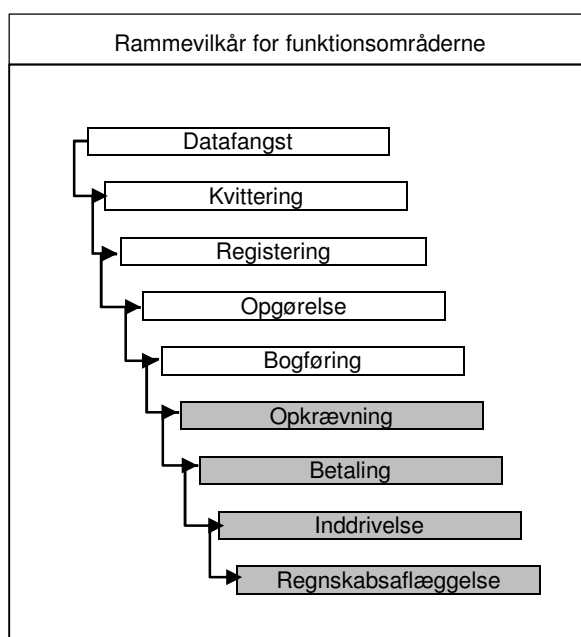 Rammevilkår for funktionsområderne
Datafangst
Kvittering
Registering
Opgørelse
Bogføring
Opkrævning
Betaling
Inddrivelse
Regnskabsaflæggelse